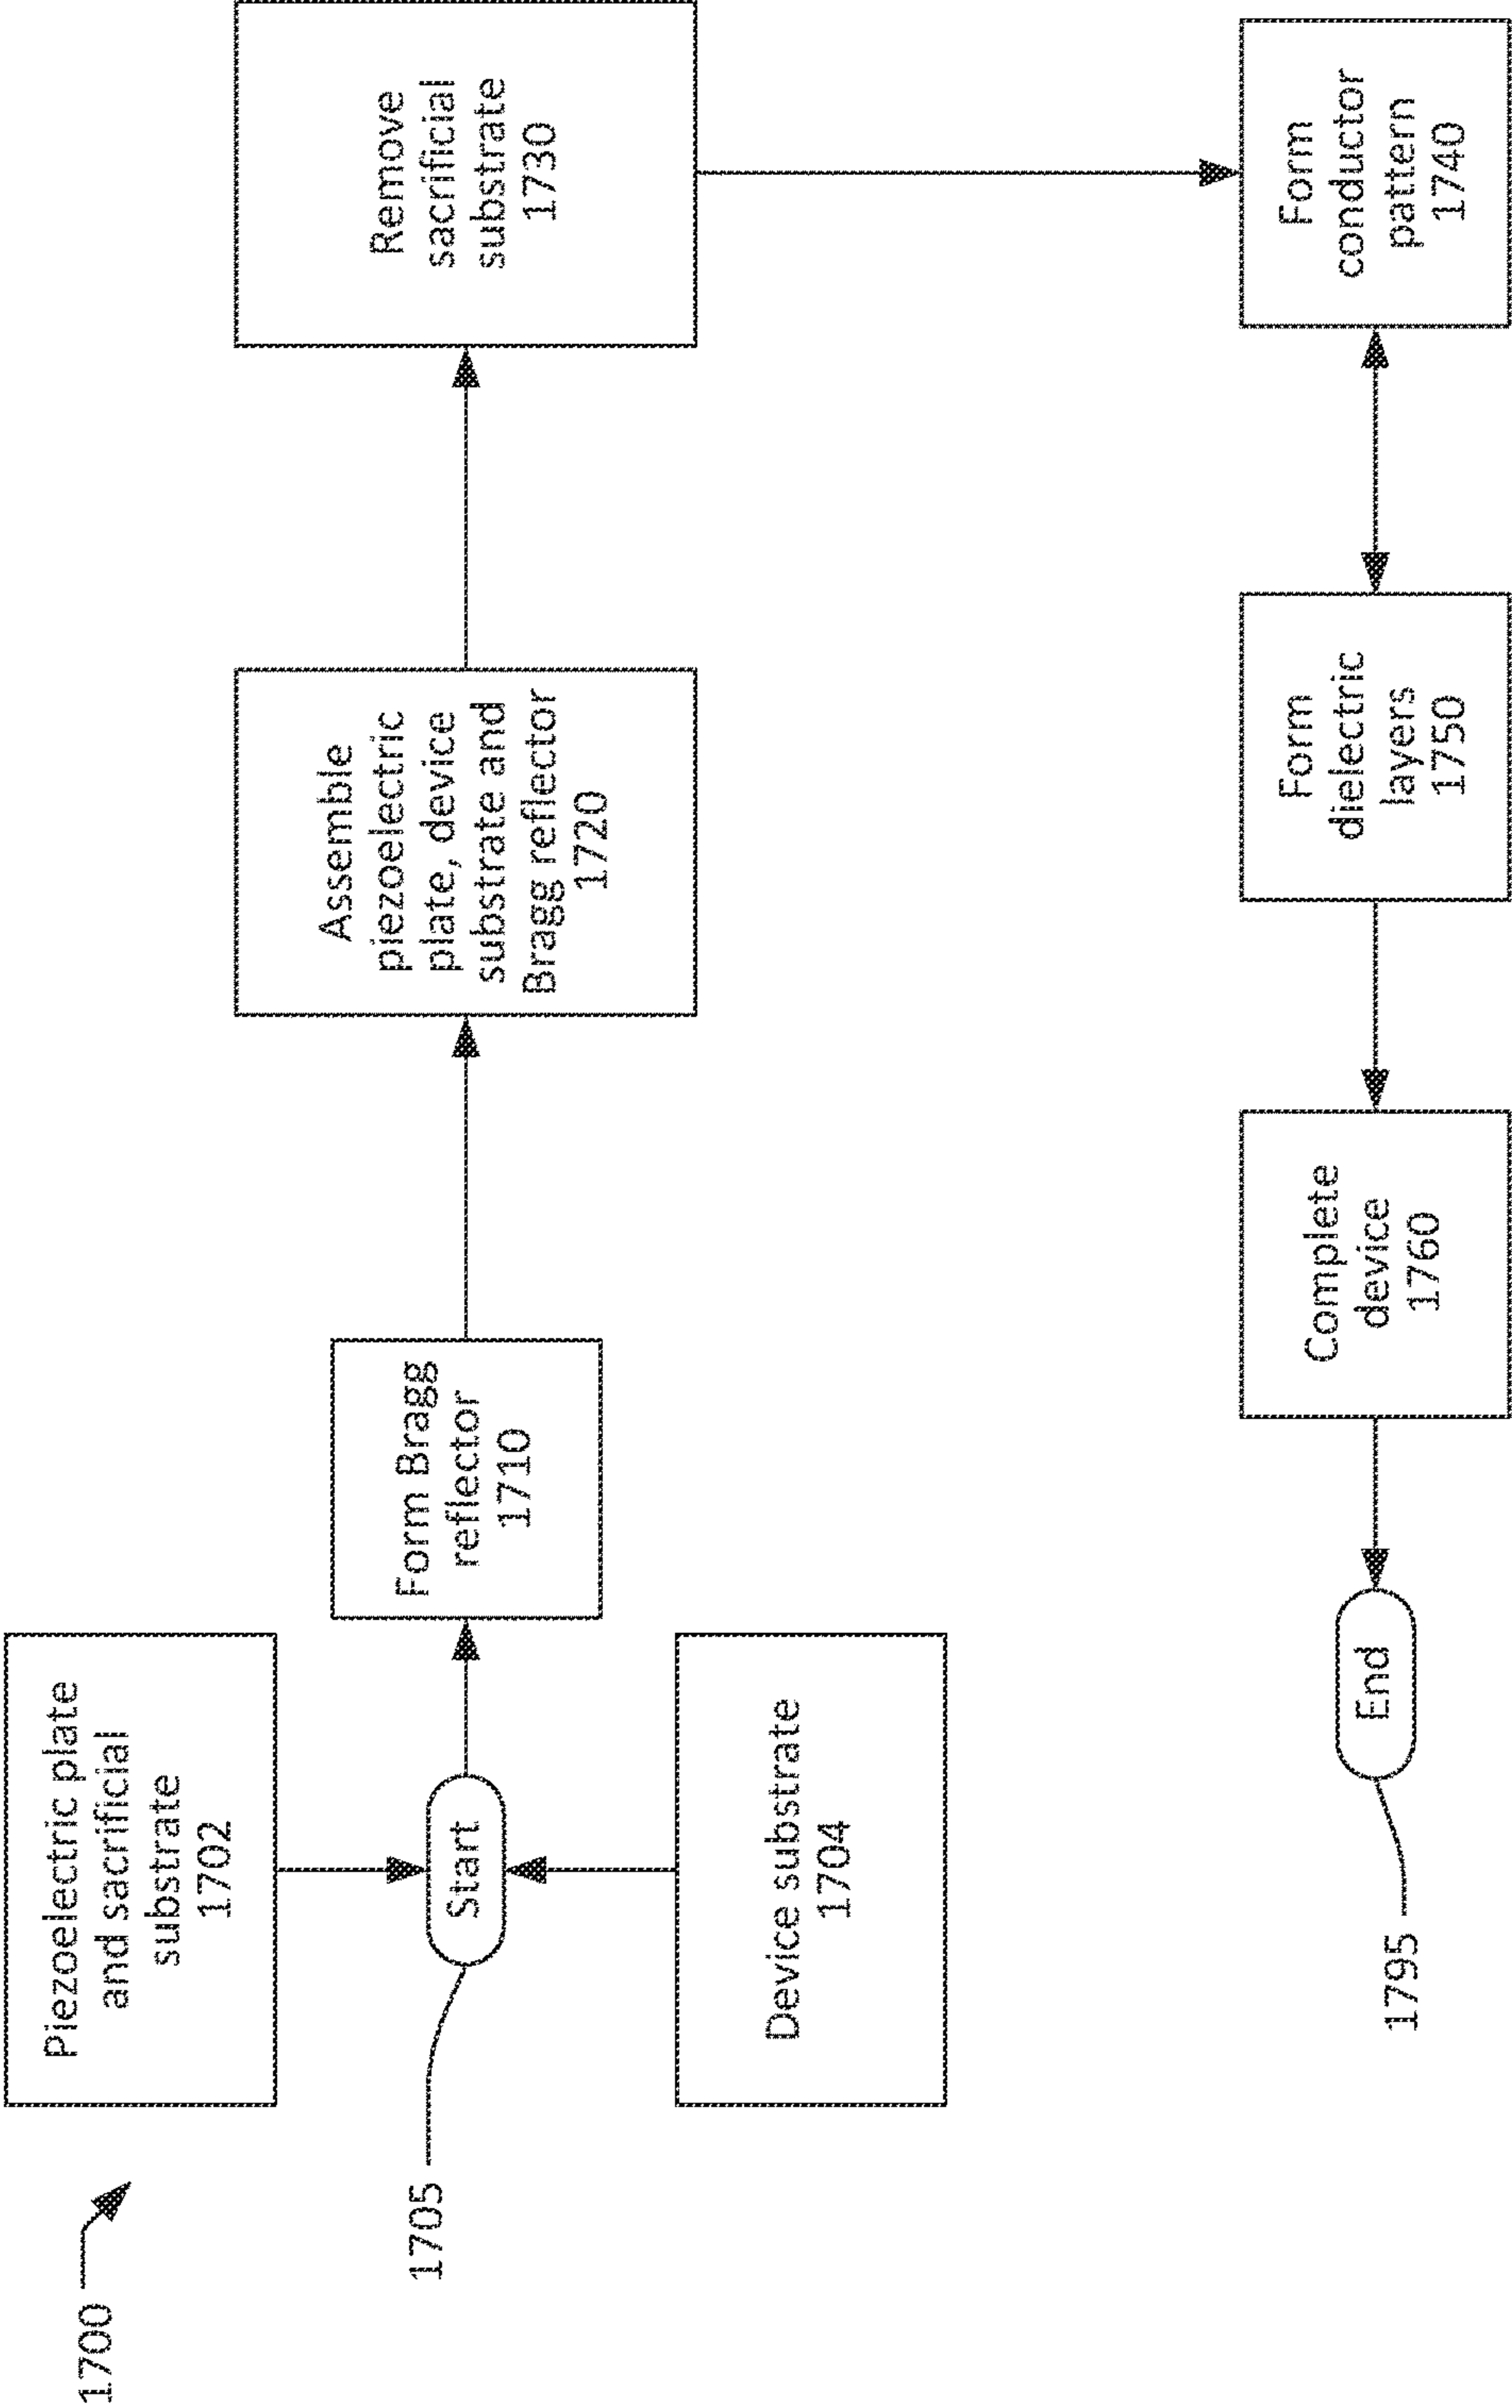 1700
Piezoelectric plate
and sacrificial
substrate
1702
1705
Start
Device substrate
1704
Form Bragg
reflector
1710
Assemble
piezoelectric
plate, device
substrate and
Bragg reflector
1720
Remove
sacrificial
substrate
1730
Form
conductor
pattern
1740
Form
dielectric
layers
1750
Complete
device
1760
End
1795